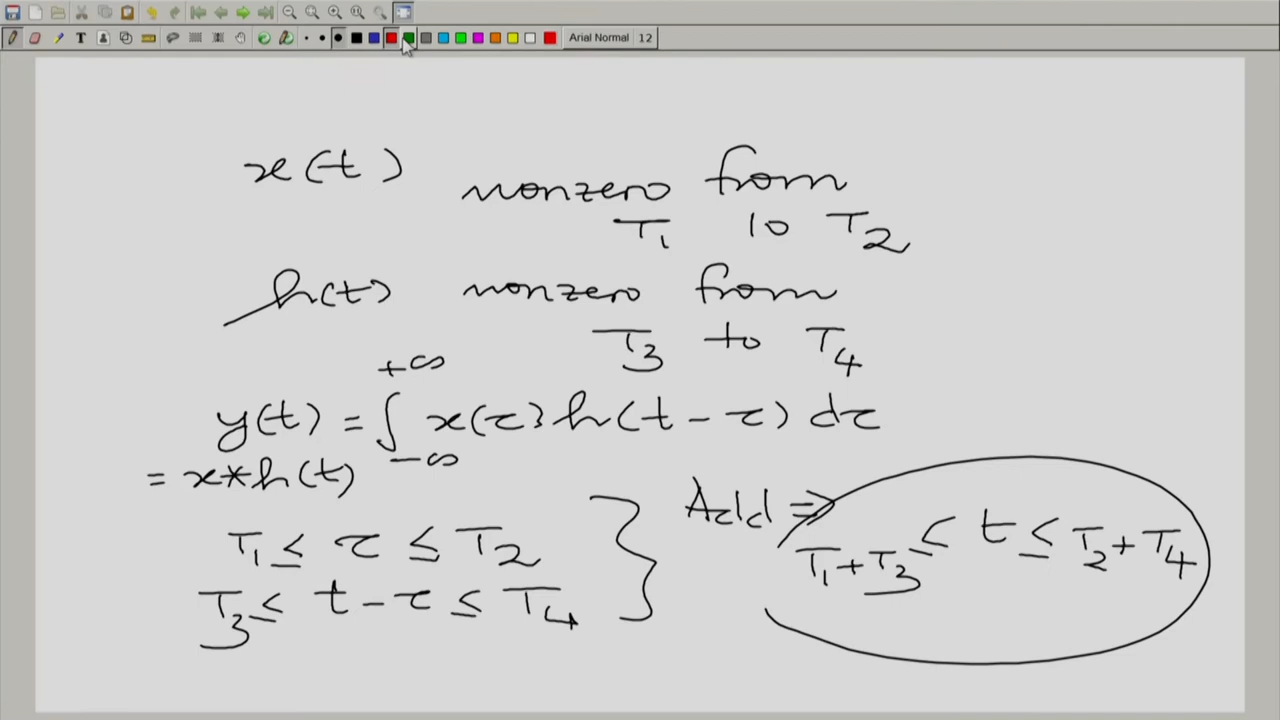 Arial Normal 12
x(t) nonzero from
T1 to T2
h(t) nonzero from
T3 to T4
+∞
y(t) = ∫ x(τ) h(t - τ) dτ
-∞
= x*h(t)
Add ⇒
T1 ≤ τ ≤ T2
T1+T3 ≤ t ≤ T2+T4
T3 ≤ t - τ ≤ T4